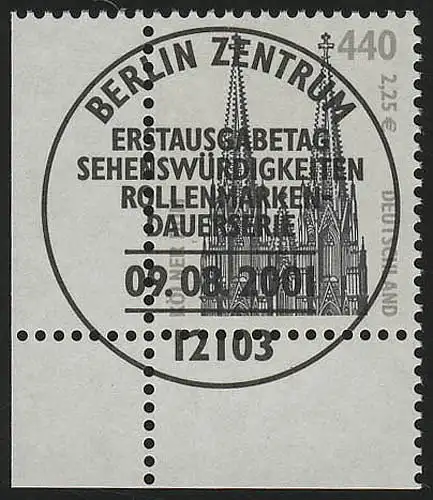 BERLIN ZENTRUM
ERSTAUSGABETAG
SEHENSWÜRDIGKEITEN
ROLLENMARKEN-
DAUERSERIE
09.08.2001
12103
440
2,25 €
DEUTSCHLAND
KÖLNER